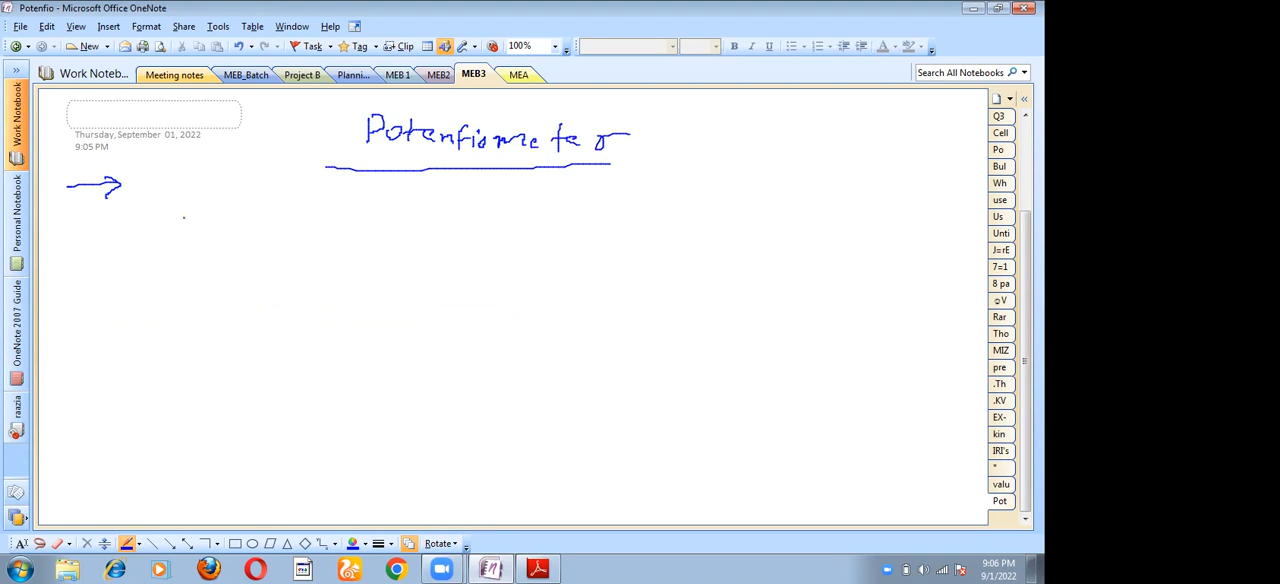 Potenfio - Microsoft Office OneNote
File Edit View Insert Format Share Tools Table Window Help
New Task Tag Clip 100% B I U A
Work Noteb... Meeting notes MEB_Batch Project B Planni... MEB 1 MEB2 MEB3 MEA Search All Notebooks
Work Notebook
Personal Notebook
OneNote 2007 Guide
raazia
Thursday, September 01, 2022
9:05 PM
Potenfiometer
Q3
Cell
Po
Bul
Wh
use
Us
Unti
J=rE
7=1
8 pa
Rar
Tho
MIZ
pre
.Th
.KV
EX-
kin
IRI's
*
valu
Pot
Rotate
9:06 PM
9/1/2022